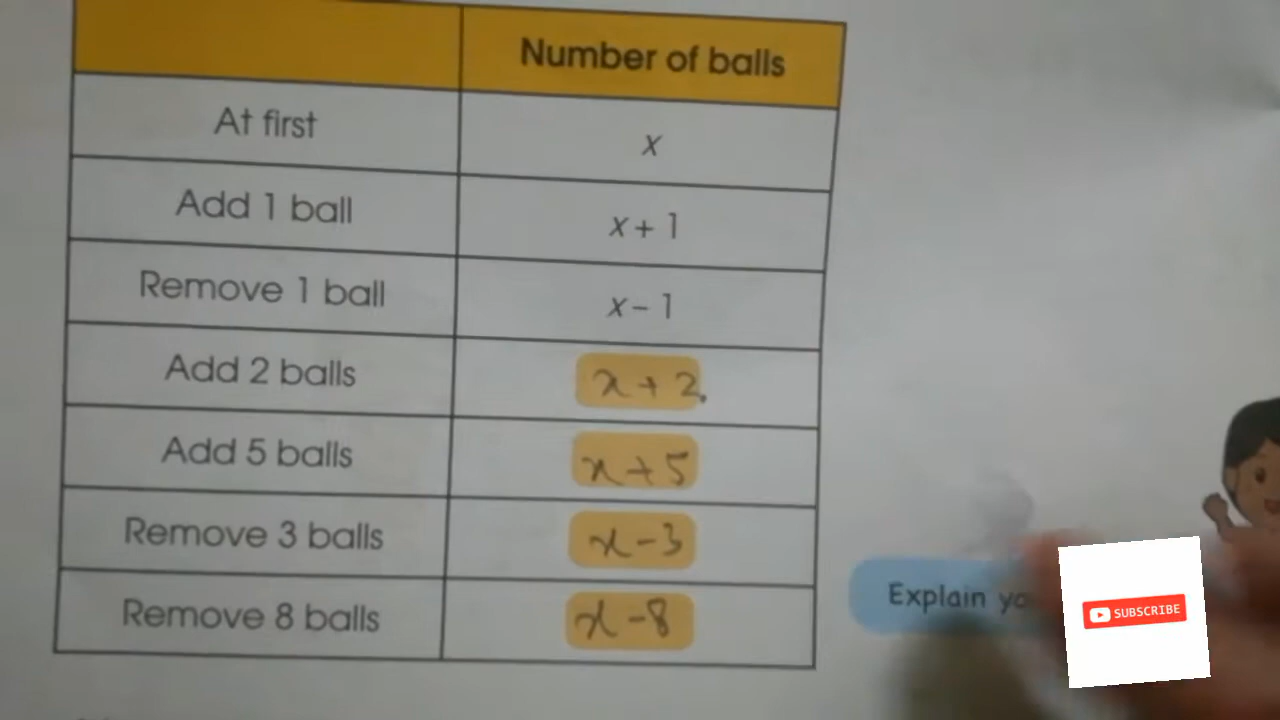 Number of balls
At first x
Add 1 ball x + 1
Remove 1 ball x – 1
Add 2 balls x + 2.
Add 5 balls x + 5
Remove 3 balls x – 3
Remove 8 balls x – 8
Explain
SUBSCRIBE